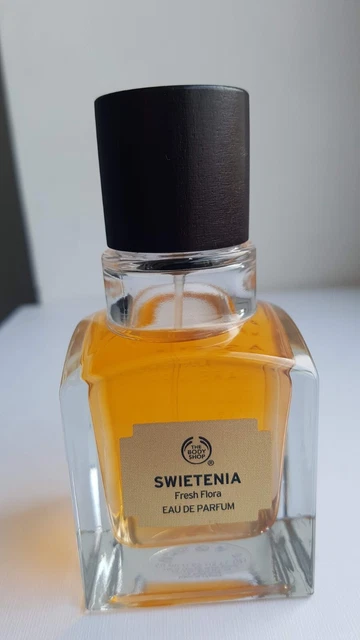 THE
BODY
SHOP
®
SWIETENIA
Fresh Flora
EAU DE PARFUM